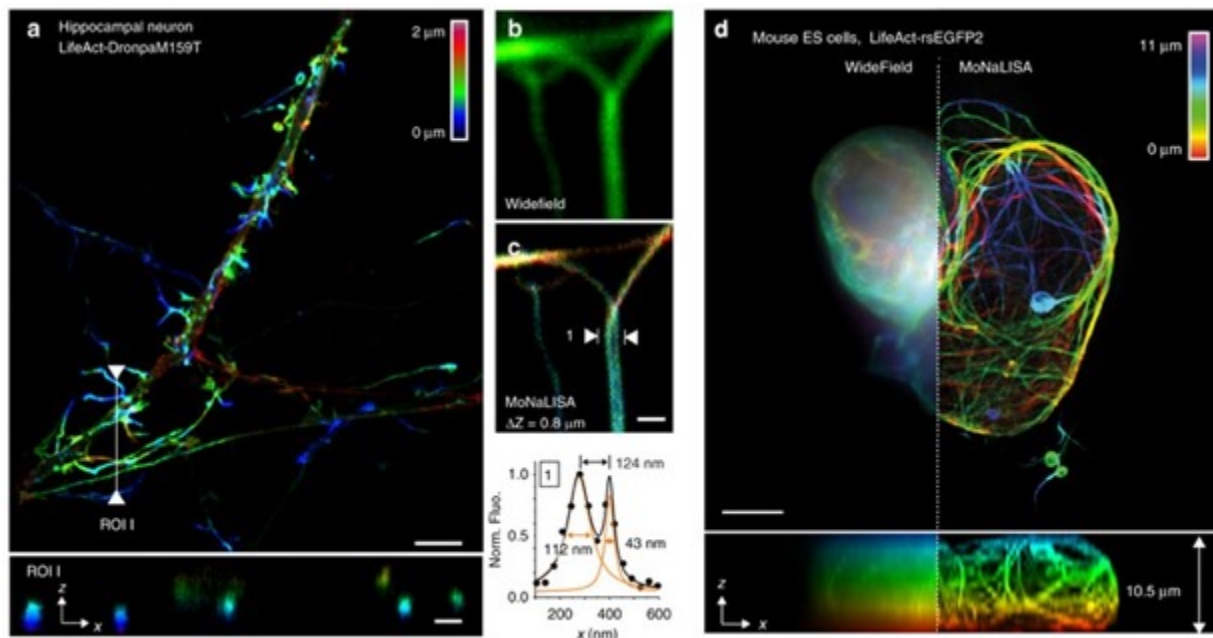 a
Hippocampal neuron
LifeAct-DronpaM159T
2 μm
0 μm
ROI I
ROI I
z
x
b
Widefield
c
1
MoNaLISA
ΔZ = 0.8 μm
1
124 nm
112 nm
43 nm
1.0
0.5
0.0
Norm. Fluo.
200
400
600
x (nm)
d
Mouse ES cells, LifeAct-rsEGFP2
WideField
MoNaLISA
11 μm
0 μm
z
x
10.5 μm